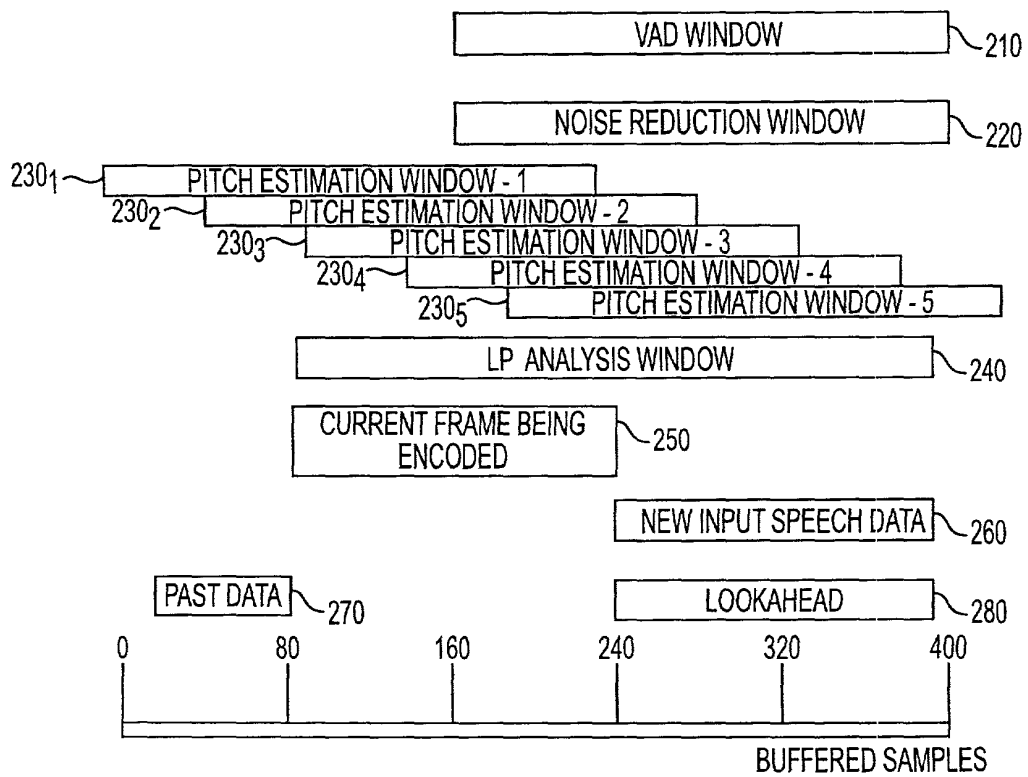 VAD WINDOW
210
NOISE REDUCTION WINDOW
220
230₁
PITCH ESTIMATION WINDOW - 1
230₂
PITCH ESTIMATION WINDOW - 2
230₃
PITCH ESTIMATION WINDOW - 3
230₄
PITCH ESTIMATION WINDOW - 4
230₅
PITCH ESTIMATION WINDOW - 5
LP ANALYSIS WINDOW
240
CURRENT FRAME BEING
ENCODED
250
NEW INPUT SPEECH DATA
260
PAST DATA
270
LOOKAHEAD
280
0 80 160 240 320 400
BUFFERED SAMPLES